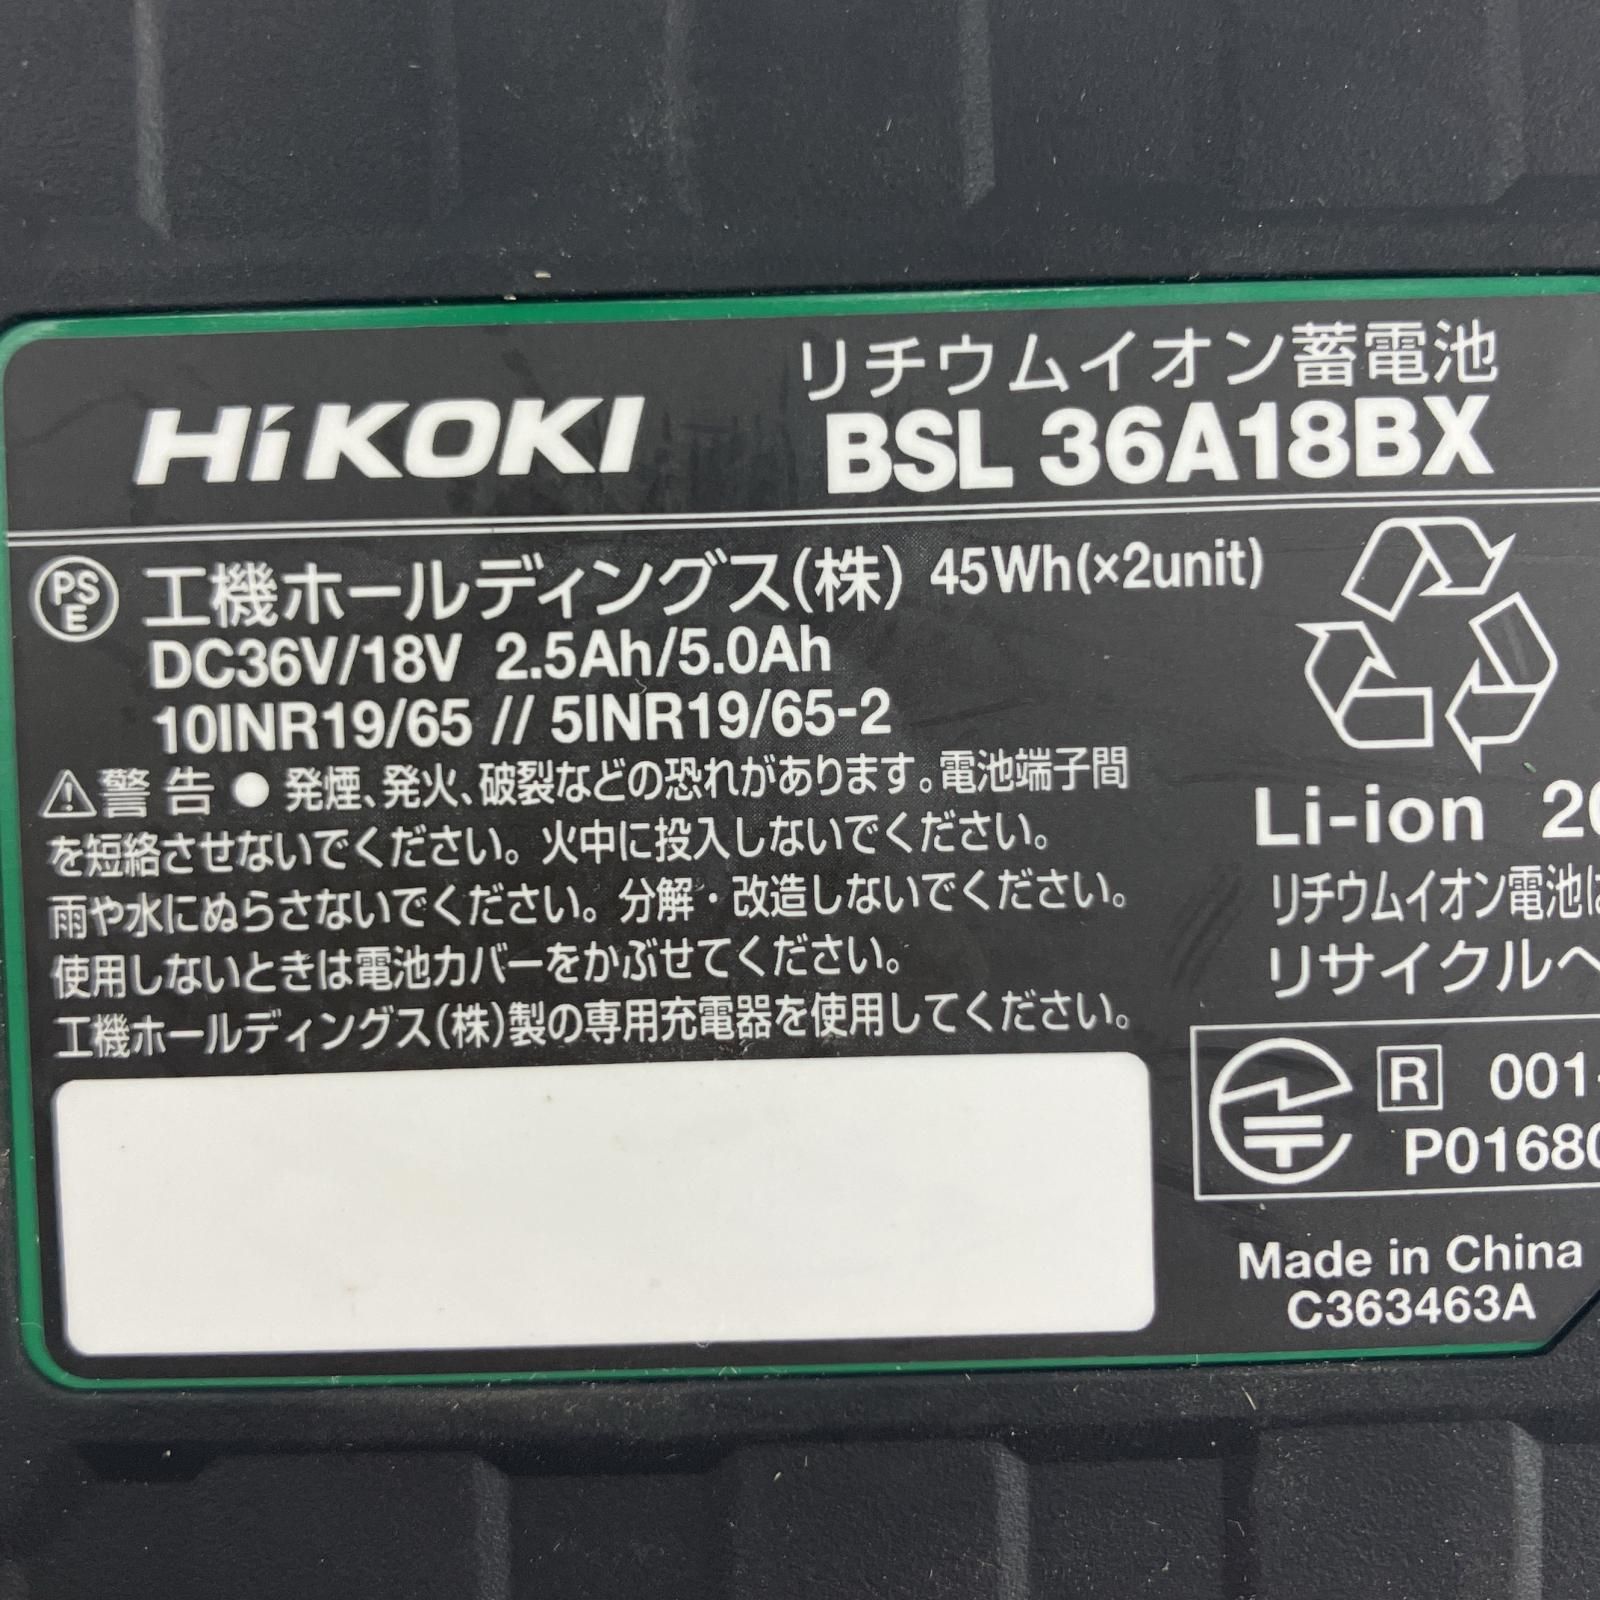 HiKOKI
リチウムイオン蓄電池
BSL 36A18BX
PSE
工機ホールディングス(株) 45Wh(×2unit)
DC36V/18V 2.5Ah/5.0Ah
10INR19/65 // 5INR19/65-2
⚠警告 ● 発煙、発火、破裂などの恐れがあります。電池端子間
を短絡させないでください。火中に投入しないでください。
雨や水にぬらさないでください。分解・改造しないでください。
使用しないときは電池カバーをかぶせてください。
工機ホールディングス(株)製の専用充電器を使用してください。
Li-ion 20
リチウムイオン電池は
リサイクルへ
R 001-
P01680
Made in China
C363463A